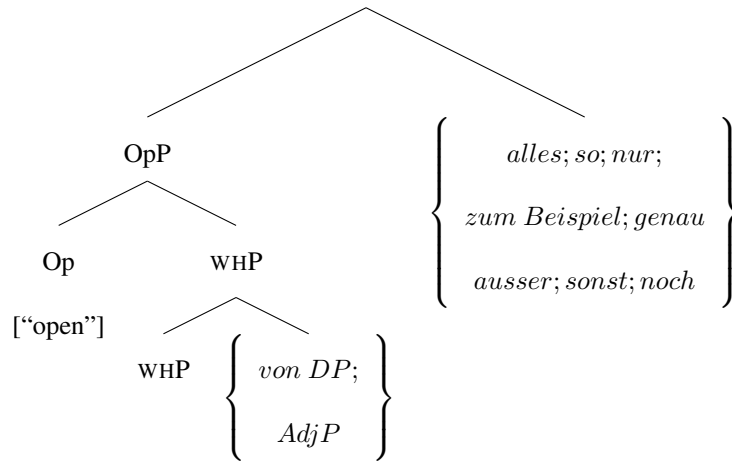 OpP
alles; so; nur;
zum Beispiel; genau
ausser; sonst; noch
Op
WHP
["open"]
WHP
von DP;
AdjP